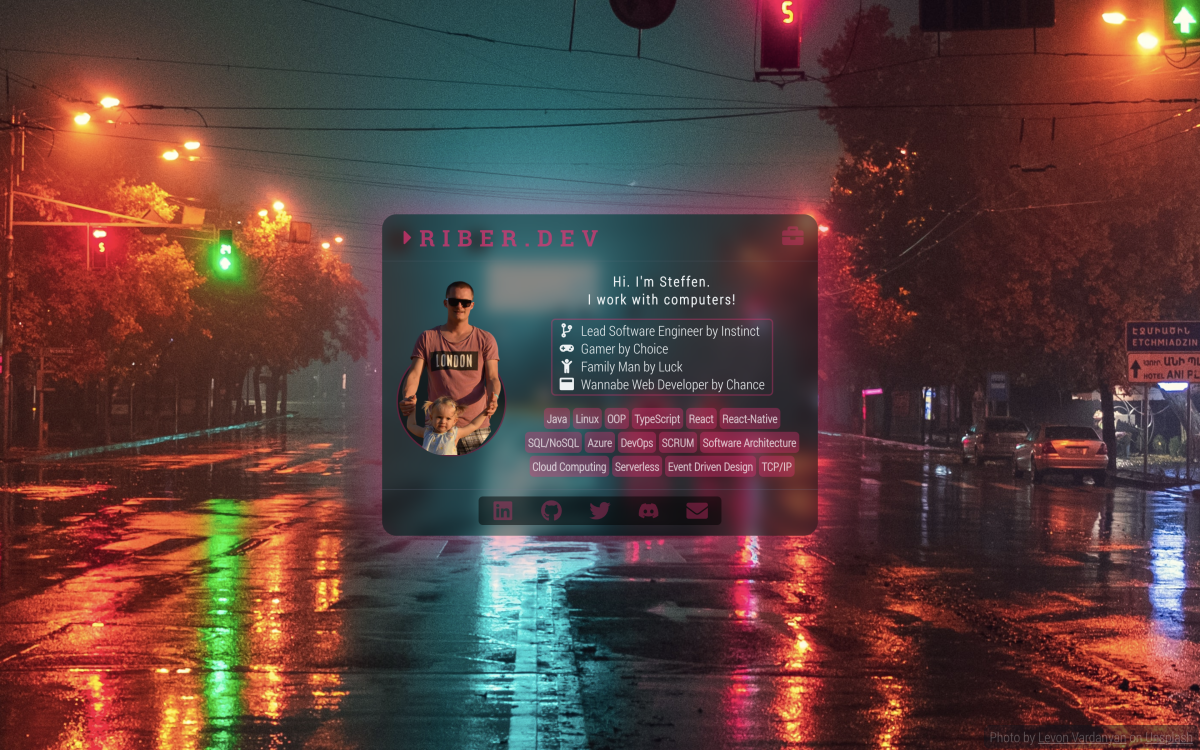 5
RIBER.DEV
Hi. I'm Steffen.
I work with computers!
LONDON
Lead Software Engineer by Instinct
Gamer by Choice
Family Man by Luck
Wannabe Web Developer by Chance
Java Linux OOP TypeScript React React-Native
SQL/NoSQL Azure DevOps SCRUM Software Architecture
Cloud Computing Serverless Event Driven Design TCP/IP
in
ԷՋՄԻԱԾԻՆ
ETCHMIADZIN
HOTEL ANI
Photo by Levon Vardanyan on Unsplash